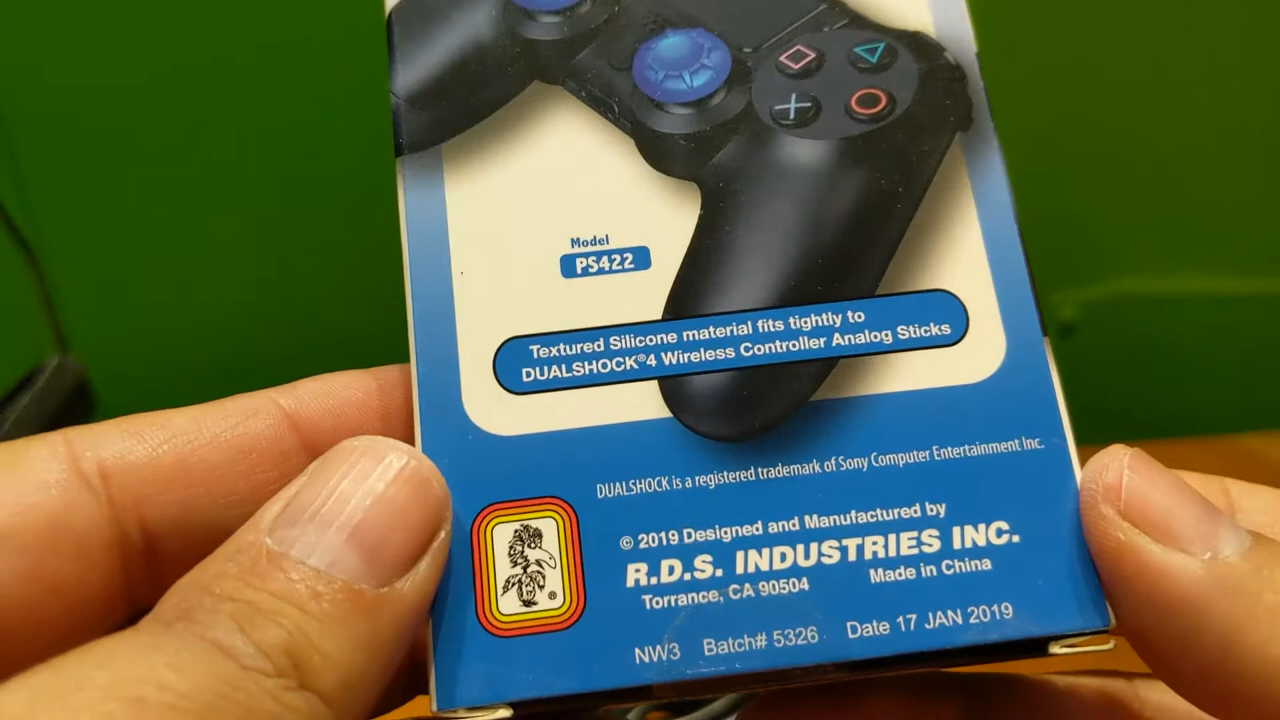 Model
PS422
Textured Silicone material fits tightly to
DUALSHOCK®4 Wireless Controller Analog Sticks
DUALSHOCK is a registered trademark of Sony Computer Entertainment Inc.
© 2019 Designed and Manufactured by
R.D.S. INDUSTRIES INC.
Torrance, CA 90504 Made in China
®
NW3 Batch# 5326 Date 17 JAN 2019